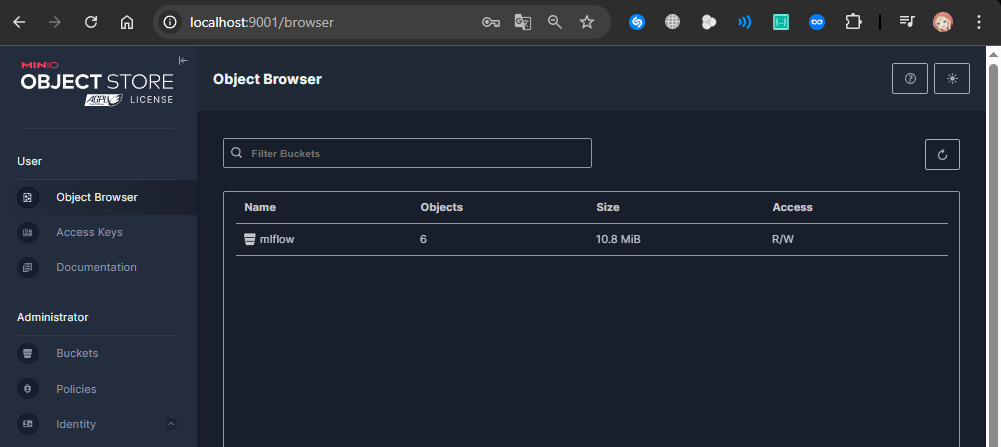 localhost:9001/browser
MINIO
OBJECT STORE
AGPLv3 LICENSE
Object Browser
User
Filter Buckets
Object Browser
Name Objects Size Access
Access Keys
mlflow 6 10.8 MiB R/W
Documentation
Administrator
Buckets
Policies
Identity